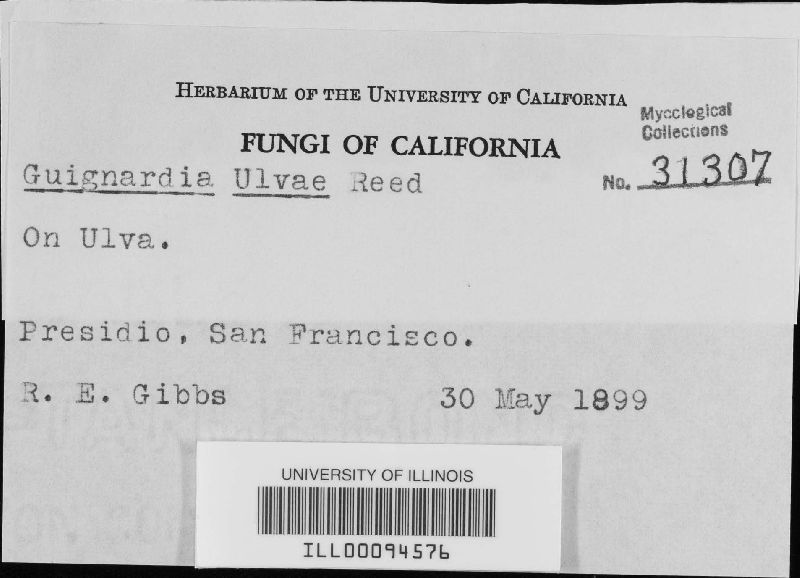 HERBARIUM OF THE UNIVERSITY OF CALIFORNIA
Mycological
Collections
FUNGI OF CALIFORNIA
No. 31307
Guignardia Ulvae Reed
On Ulva.
Presidio, San Francisco.
R. E. Gibbs 30 May 1899
UNIVERSITY OF ILLINOIS
ILL00094576